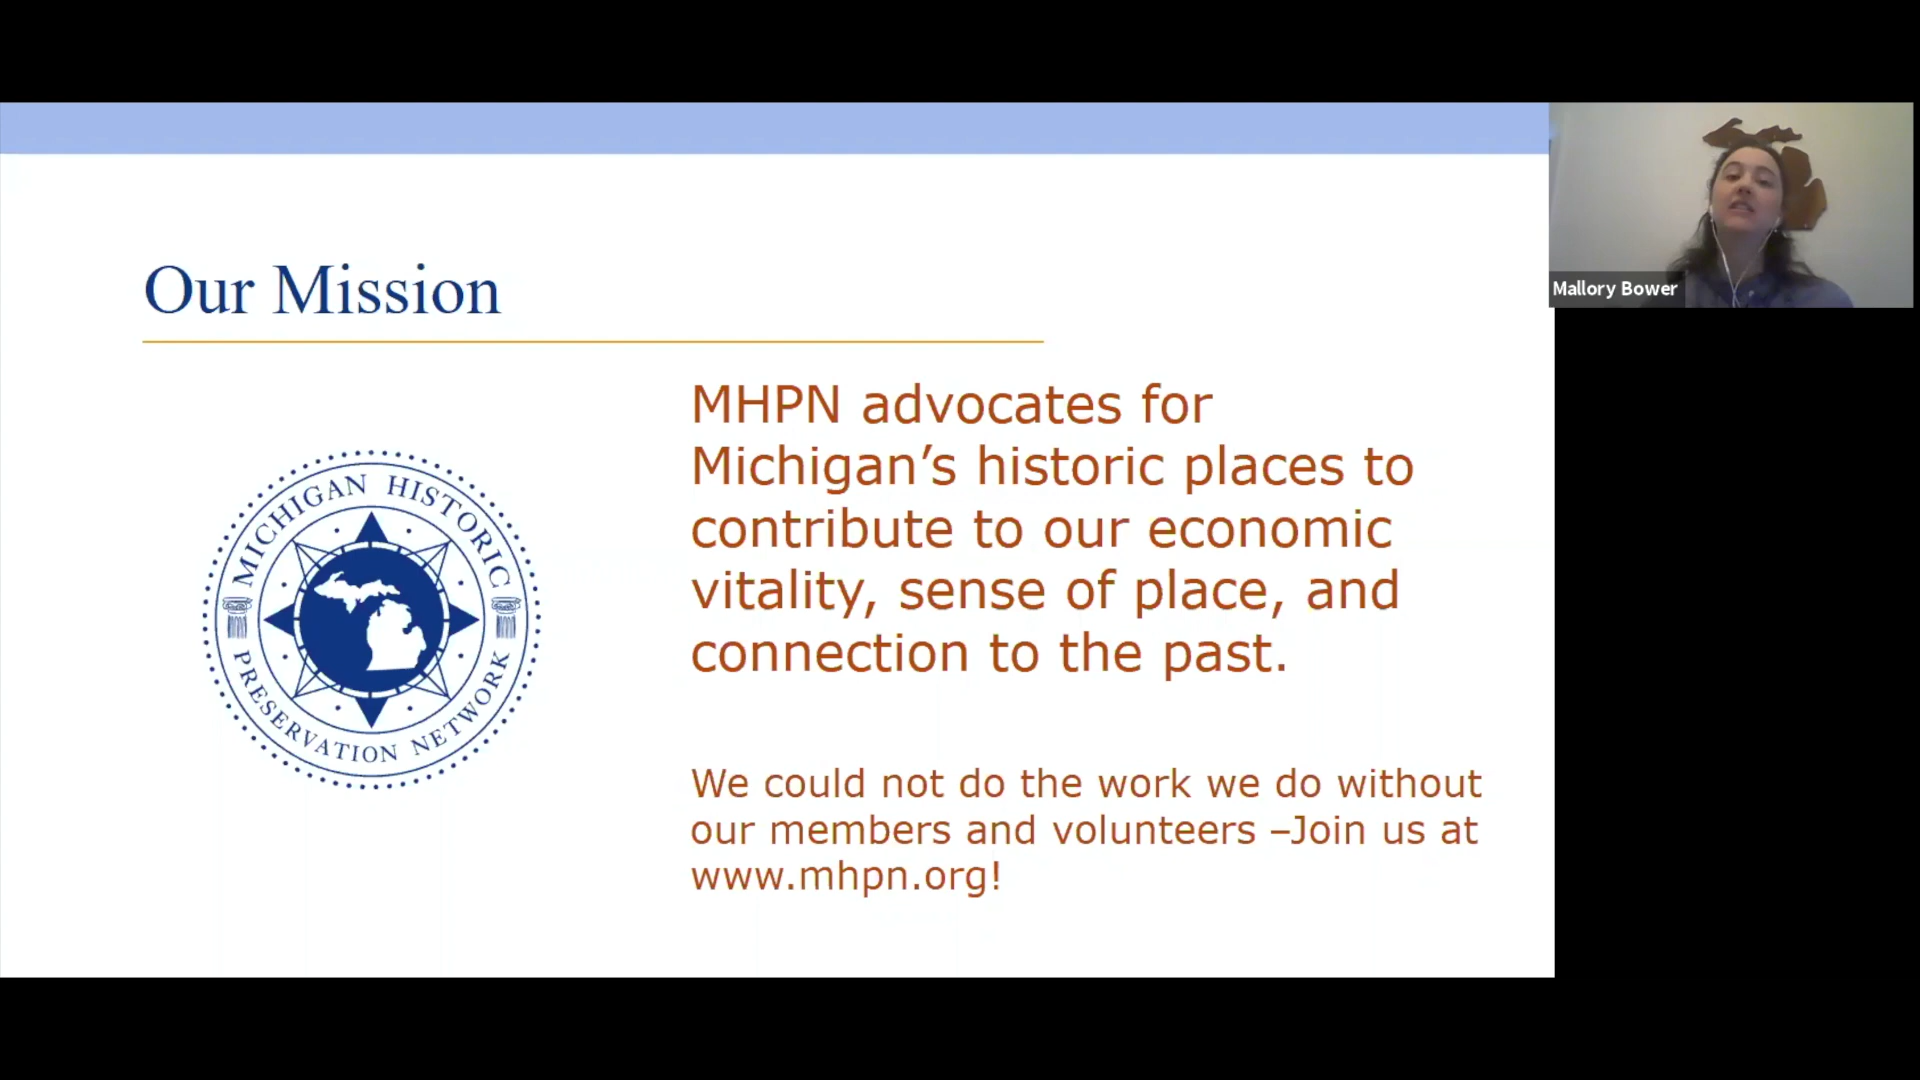 Our Mission
MICHIGAN HISTORIC
PRESERVATION NETWORK
MHPN advocates for
Michigan’s historic places to
contribute to our economic
vitality, sense of place, and
connection to the past.
We could not do the work we do without
our members and volunteers –Join us at
www.mhpn.org!
Mallory Bower